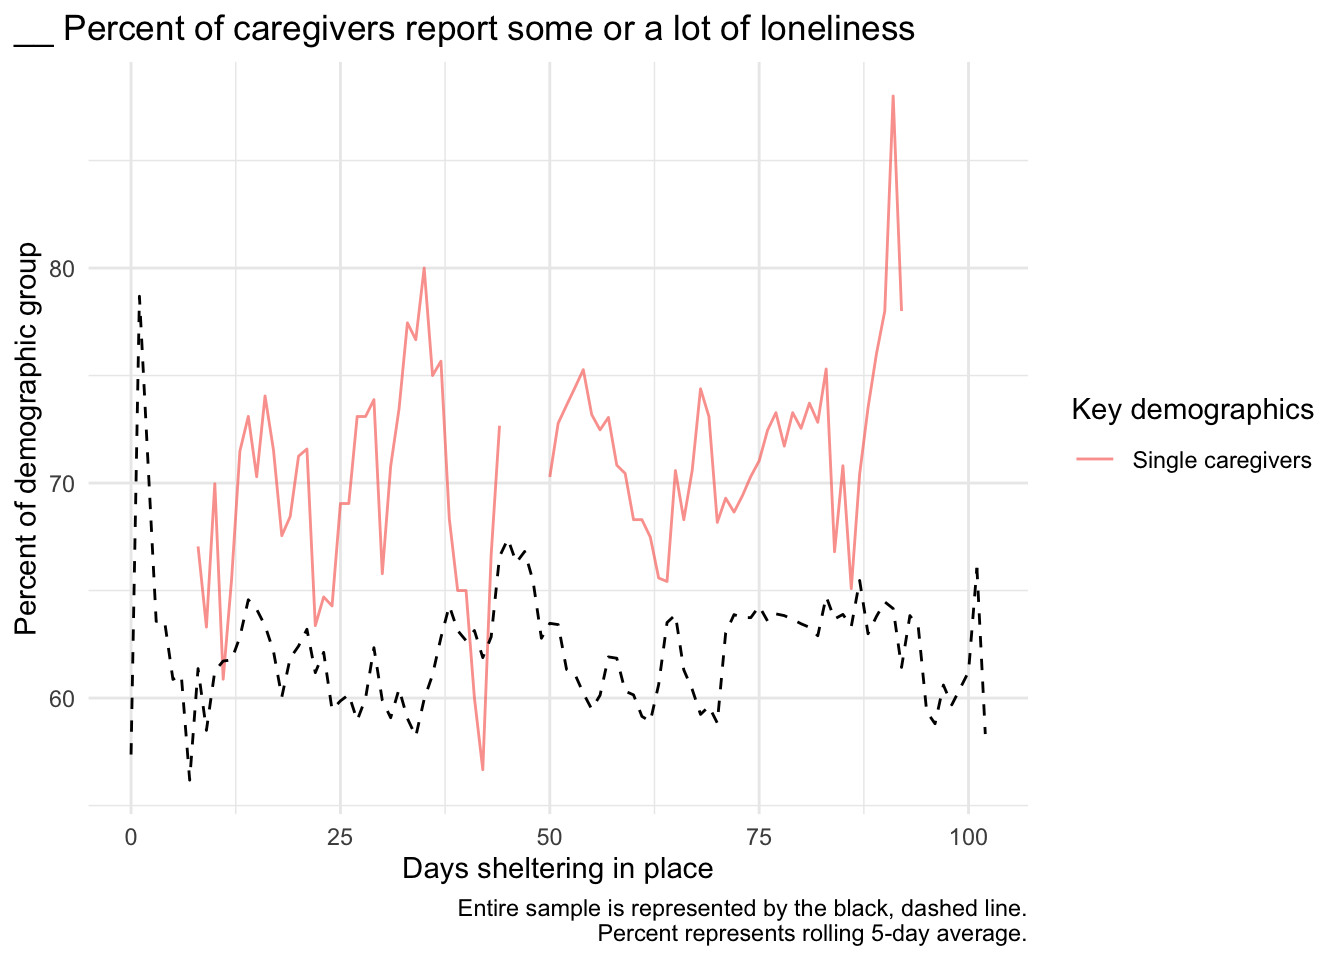 __ Percent of caregivers report some or a lot of loneliness
Percent of demographic group
80
70
60
0 25 50 75 100
Days sheltering in place
Key demographics
Single caregivers
Entire sample is represented by the black, dashed line.
Percent represents rolling 5-day average.